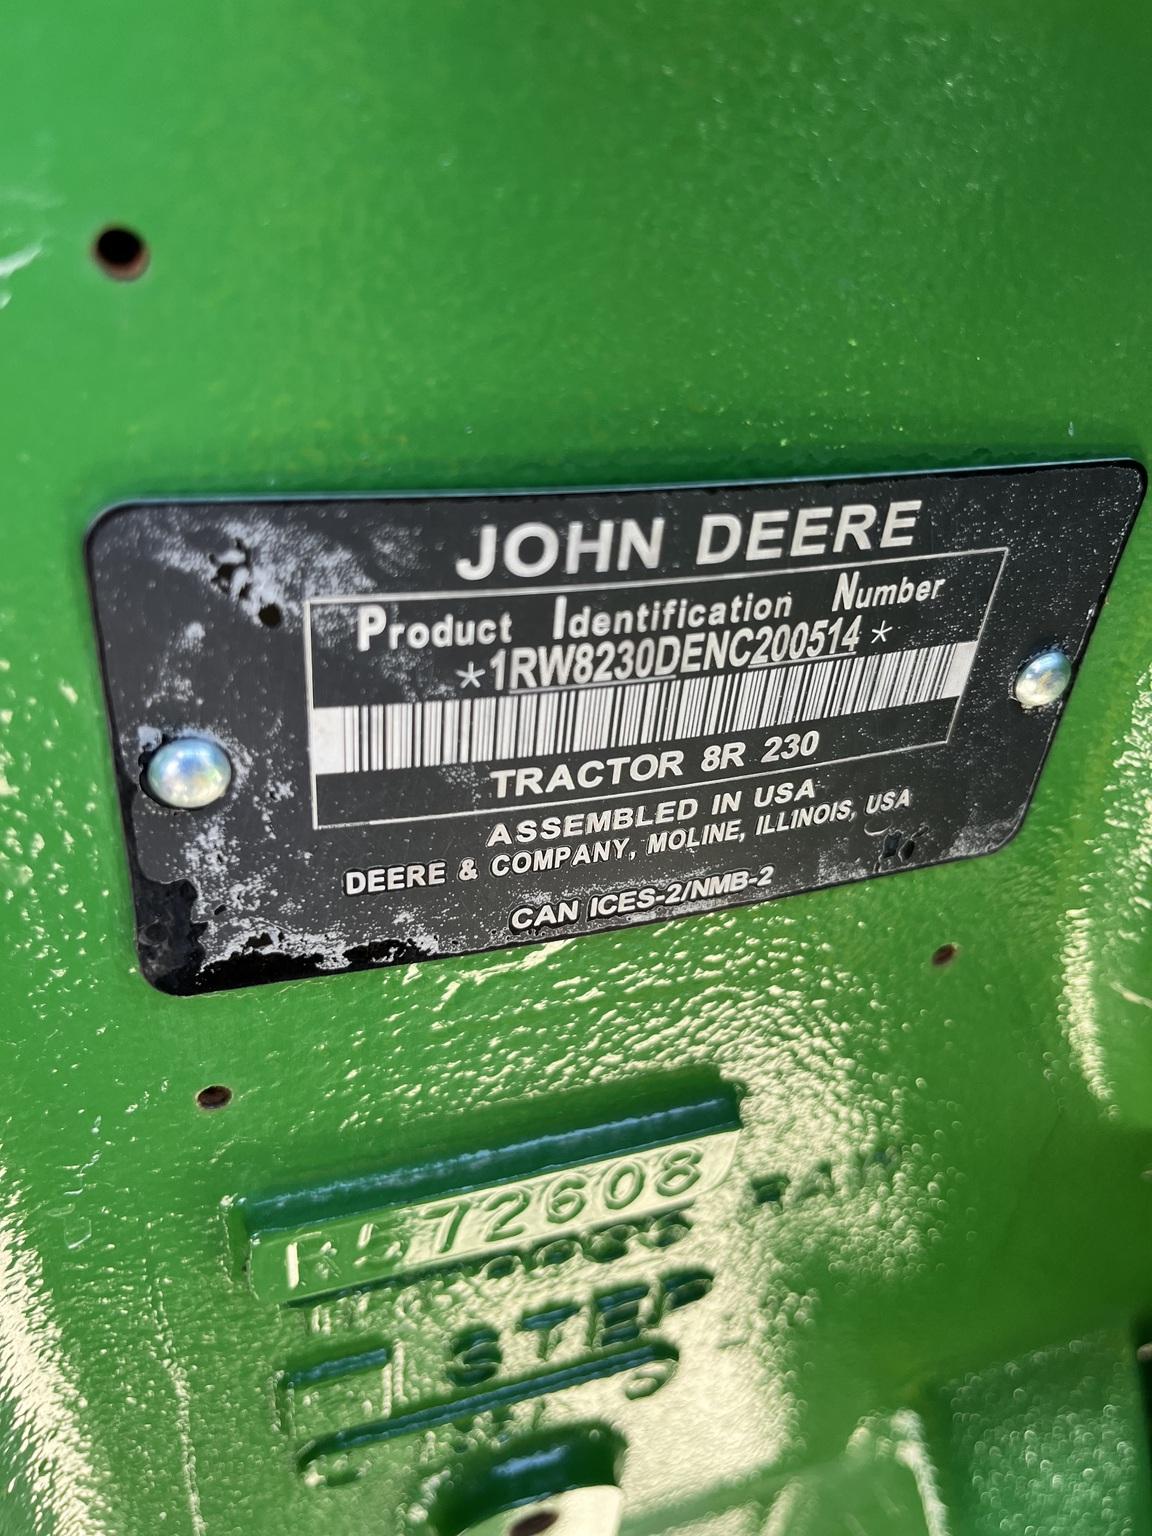 JOHN DEERE
Product Identification Number
*1RW8230DENC200514*
TRACTOR 8R 230
ASSEMBLED IN USA
DEERE & COMPANY, MOLINE, ILLINOIS, USA
CAN ICES-2/NMB-2
R572608
STEP